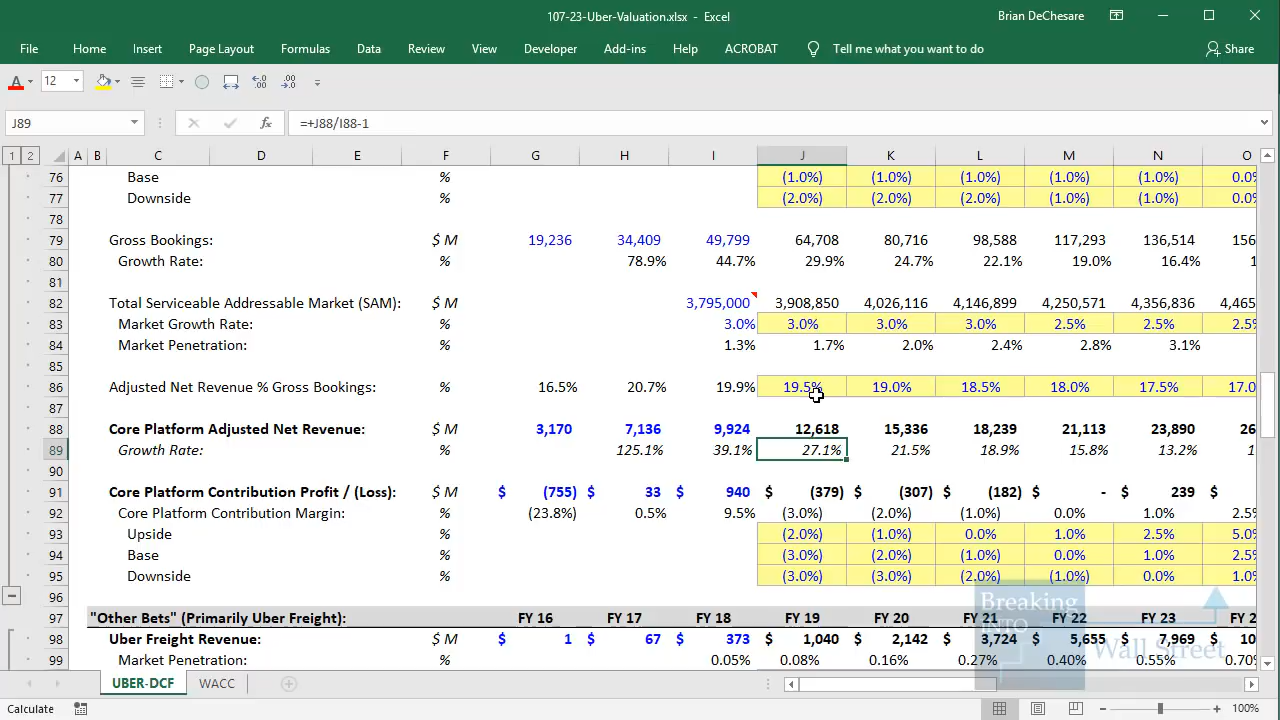 107-23-Uber-Valuation.xlsx - Excel
Brian DeChesare
File Home Insert Page Layout Formulas Data Review View Developer Add-ins Help ACROBAT Tell me what you want to do Share
A 12
J89 fx =+J88/I88-1
1 2 A B C D E F G H I J K L M N O
76 Base % (1.0%) (1.0%) (1.0%) (1.0%) (1.0%) 0.0%
77 Downside % (2.0%) (2.0%) (2.0%) (1.0%) (1.0%) 0.0%
78
79 Gross Bookings: $ M 19,236 34,409 49,799 64,708 80,716 98,588 117,293 136,514 156
80 Growth Rate: % 78.9% 44.7% 29.9% 24.7% 22.1% 19.0% 16.4% 1
81
82 Total Serviceable Addressable Market (SAM): $ M 3,795,000 3,908,850 4,026,116 4,146,899 4,250,571 4,356,836 4,465
83 Market Growth Rate: % 3.0% 3.0% 3.0% 3.0% 2.5% 2.5% 2.5%
84 Market Penetration: % 1.3% 1.7% 2.0% 2.4% 2.8% 3.1%
85
86 Adjusted Net Revenue % Gross Bookings: % 16.5% 20.7% 19.9% 19.5% 19.0% 18.5% 18.0% 17.5% 17.0
87
88 Core Platform Adjusted Net Revenue: $ M 3,170 7,136 9,924 12,618 15,336 18,239 21,113 23,890 26
89 Growth Rate: % 125.1% 39.1% 27.1% 21.5% 18.9% 15.8% 13.2% 1
90
91 Core Platform Contribution Profit / (Loss): $ M $ (755) $ 33 $ 940 $ (379) $ (307) $ (182) $ - $ 239 $
92 Core Platform Contribution Margin: % (23.8%) 0.5% 9.5% (3.0%) (2.0%) (1.0%) 0.0% 1.0% 2.5%
93 Upside % (2.0%) (1.0%) 0.0% 1.0% 2.5% 5.0%
94 Base % (3.0%) (2.0%) (1.0%) 0.0% 1.0% 2.5%
95 Downside % (3.0%) (3.0%) (2.0%) (1.0%) 0.0% 1.0%
96
97 "Other Bets" (Primarily Uber Freight): FY 16 FY 17 FY 18 FY 19 FY 20 FY 21 FY 22 FY 23 FY 2
98 Uber Freight Revenue: $ M $ 1 $ 67 $ 373 $ 1,040 $ 2,142 $ 3,724 $ 5,655 $ 7,969 $ 10
99 Market Penetration: % 0.05% 0.08% 0.16% 0.27% 0.40% 0.55% 0.70%
Breaking
INTO
Wall Street
UBER-DCF WACC
Calculate 100%